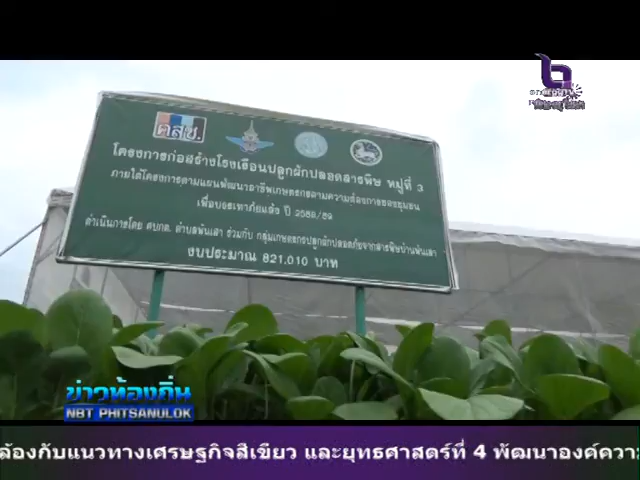 คสช.
โครงการก่อสร้างโรงเรือนปลูกผักปลอดสารพิษ หมู่ที่ 3
ภายใต้โครงการตามแผนพัฒนาอาชีพเกษตรกรตามความต้องการของชุมชน
เพื่อบรรเทาภัยแล้ง ปี 2558/59
ดำเนินการโดย ศบกต. ตำบลพันเสา ร่วมกับ กลุ่มเกษตรกรปลูกผักปลอดภัยจากสารพิษบ้านพันเสา
งบประมาณ 821,010 บาท
ข่าวท้องถิ่น
NBT PHITSANULOK
ล้องกับแนวทางเศรษฐกิจสีเขียว และยุทธศาสตร์ที่ 4 พัฒนาองค์ความ